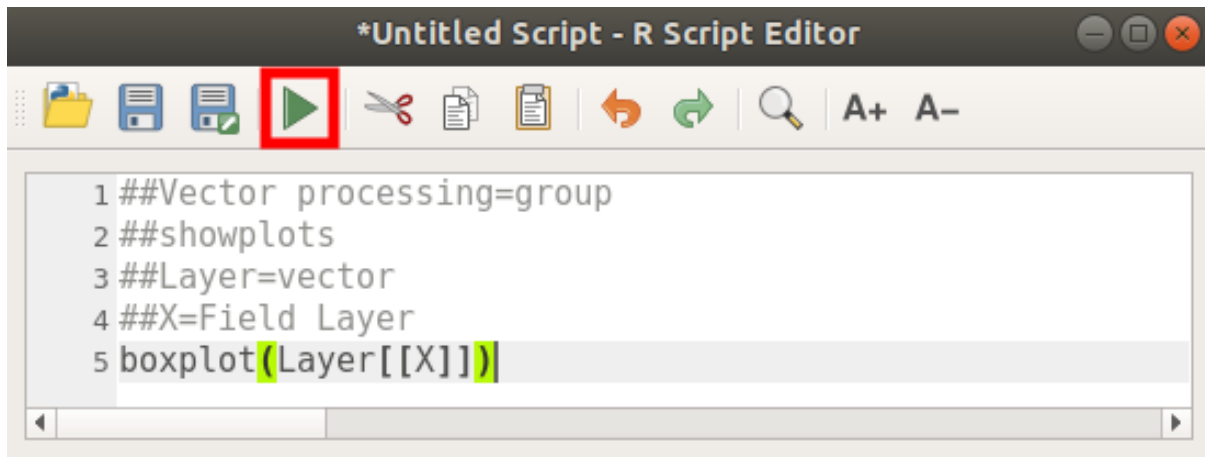 *Untitled Script - R Script Editor
A+ A-
1 ##Vector processing=group
2 ##showplots
3 ##Layer=vector
4 ##X=Field Layer
5 boxplot(Layer[[X]])